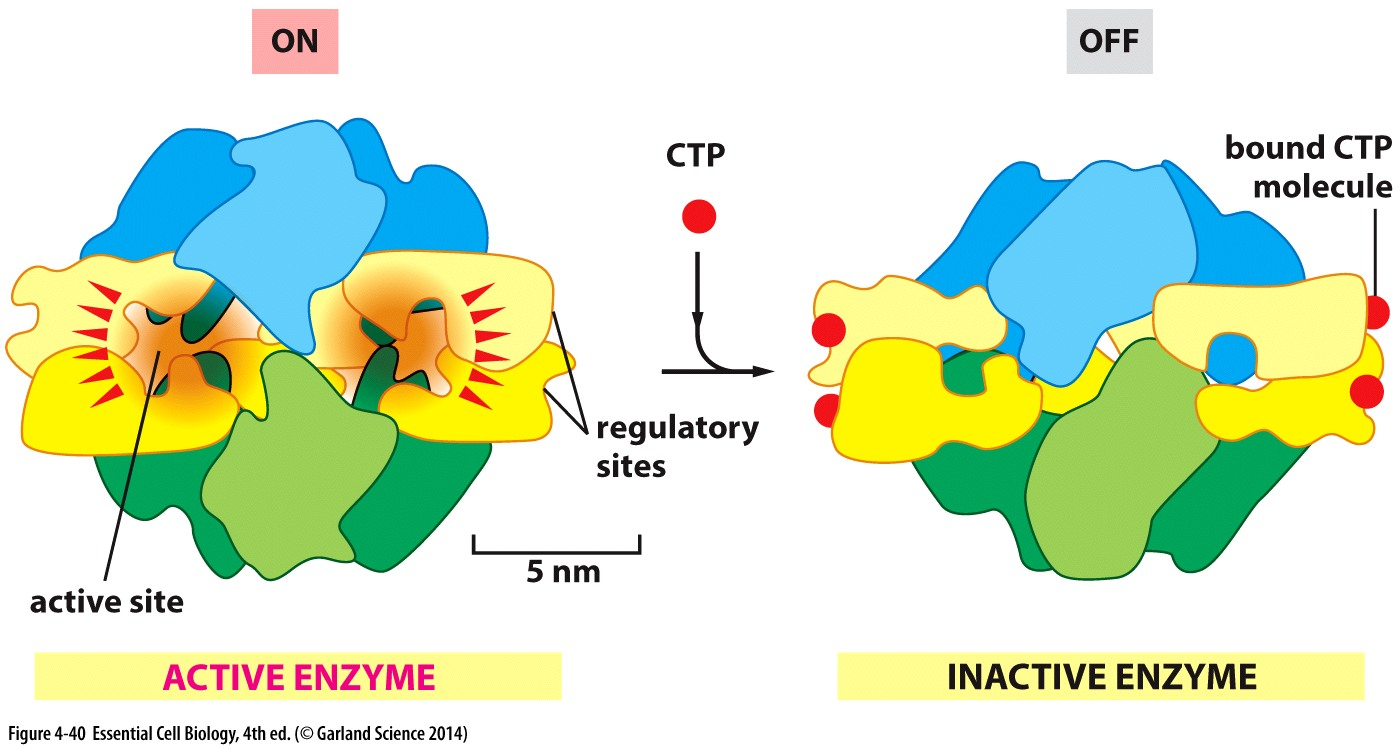 ON
OFF
CTP
bound CTP
molecule
regulatory
sites
5 nm
active site
ACTIVE ENZYME
INACTIVE ENZYME
Figure 4-40 Essential Cell Biology, 4th ed. (© Garland Science 2014)